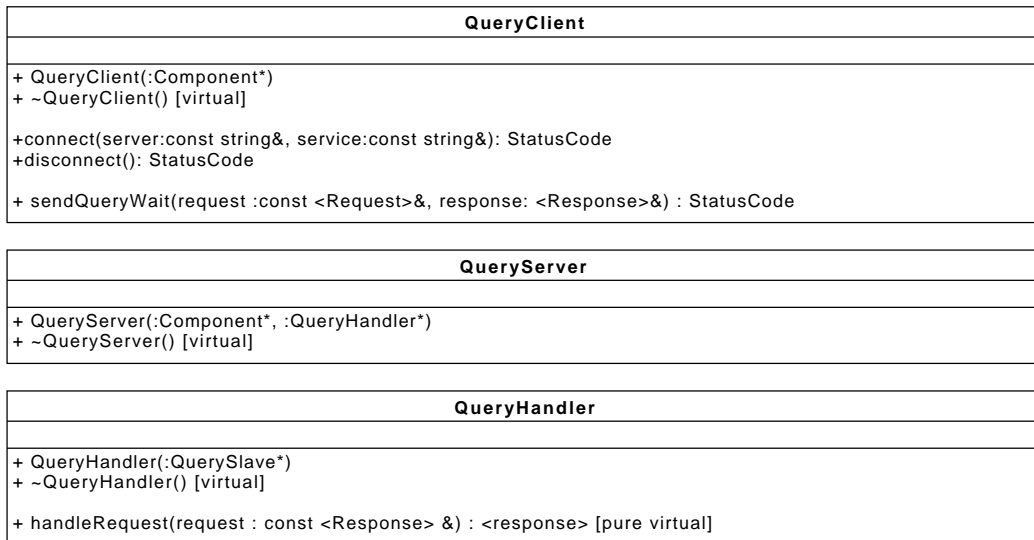 QueryClient
+ QueryClient(:Component*)
+ ~QueryClient() [virtual]
+connect(server:const string&, service:const string&): StatusCode
+disconnect(): StatusCode
+ sendQueryWait(request :const <Request>&, response: <Response>&) : StatusCode
QueryServer
+ QueryServer(:Component*, :QueryHandler*)
+ ~QueryServer() [virtual]
QueryHandler
+ QueryHandler(:QuerySlave*)
+ ~QueryHandler() [virtual]
+ handleRequest(request : const <Response> &) : <response> [pure virtual]